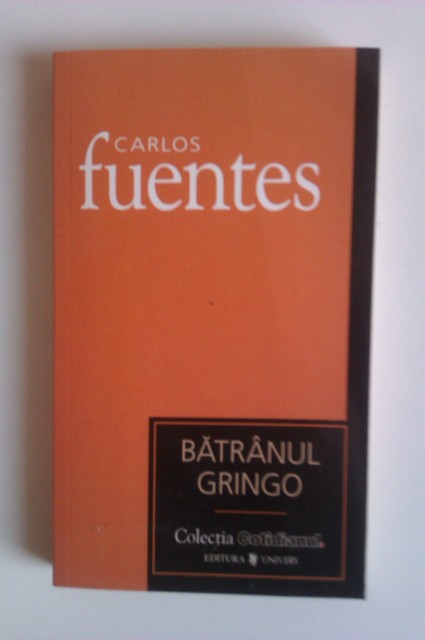 CARLOS
fuentes
BĂTRÂNUL
GRINGO
Colecția Cotidianul.
EDITURA UNIVERS